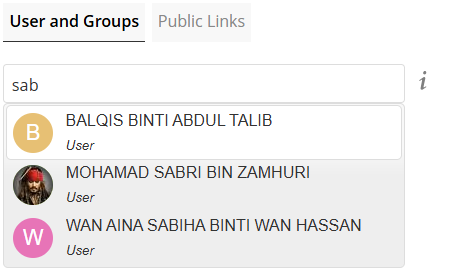 User and Groups Public Links
sab
i
B
BALQIS BINTI ABDUL TALIB
User
MOHAMAD SABRI BIN ZAMHURI
User
W
WAN AINA SABIHA BINTI WAN HASSAN
User